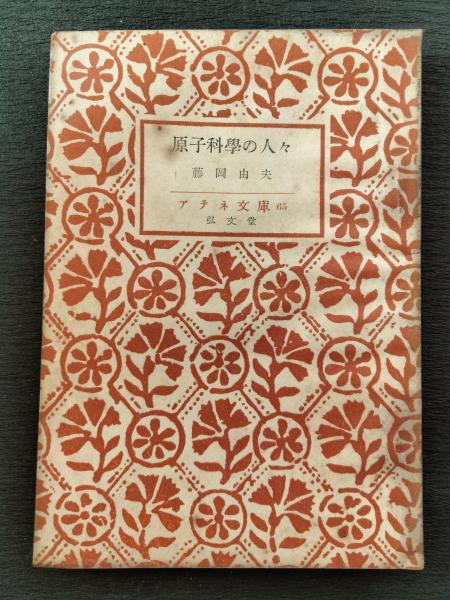 原子科學の人々
藤岡由夫
アテネ文庫 65
弘文堂